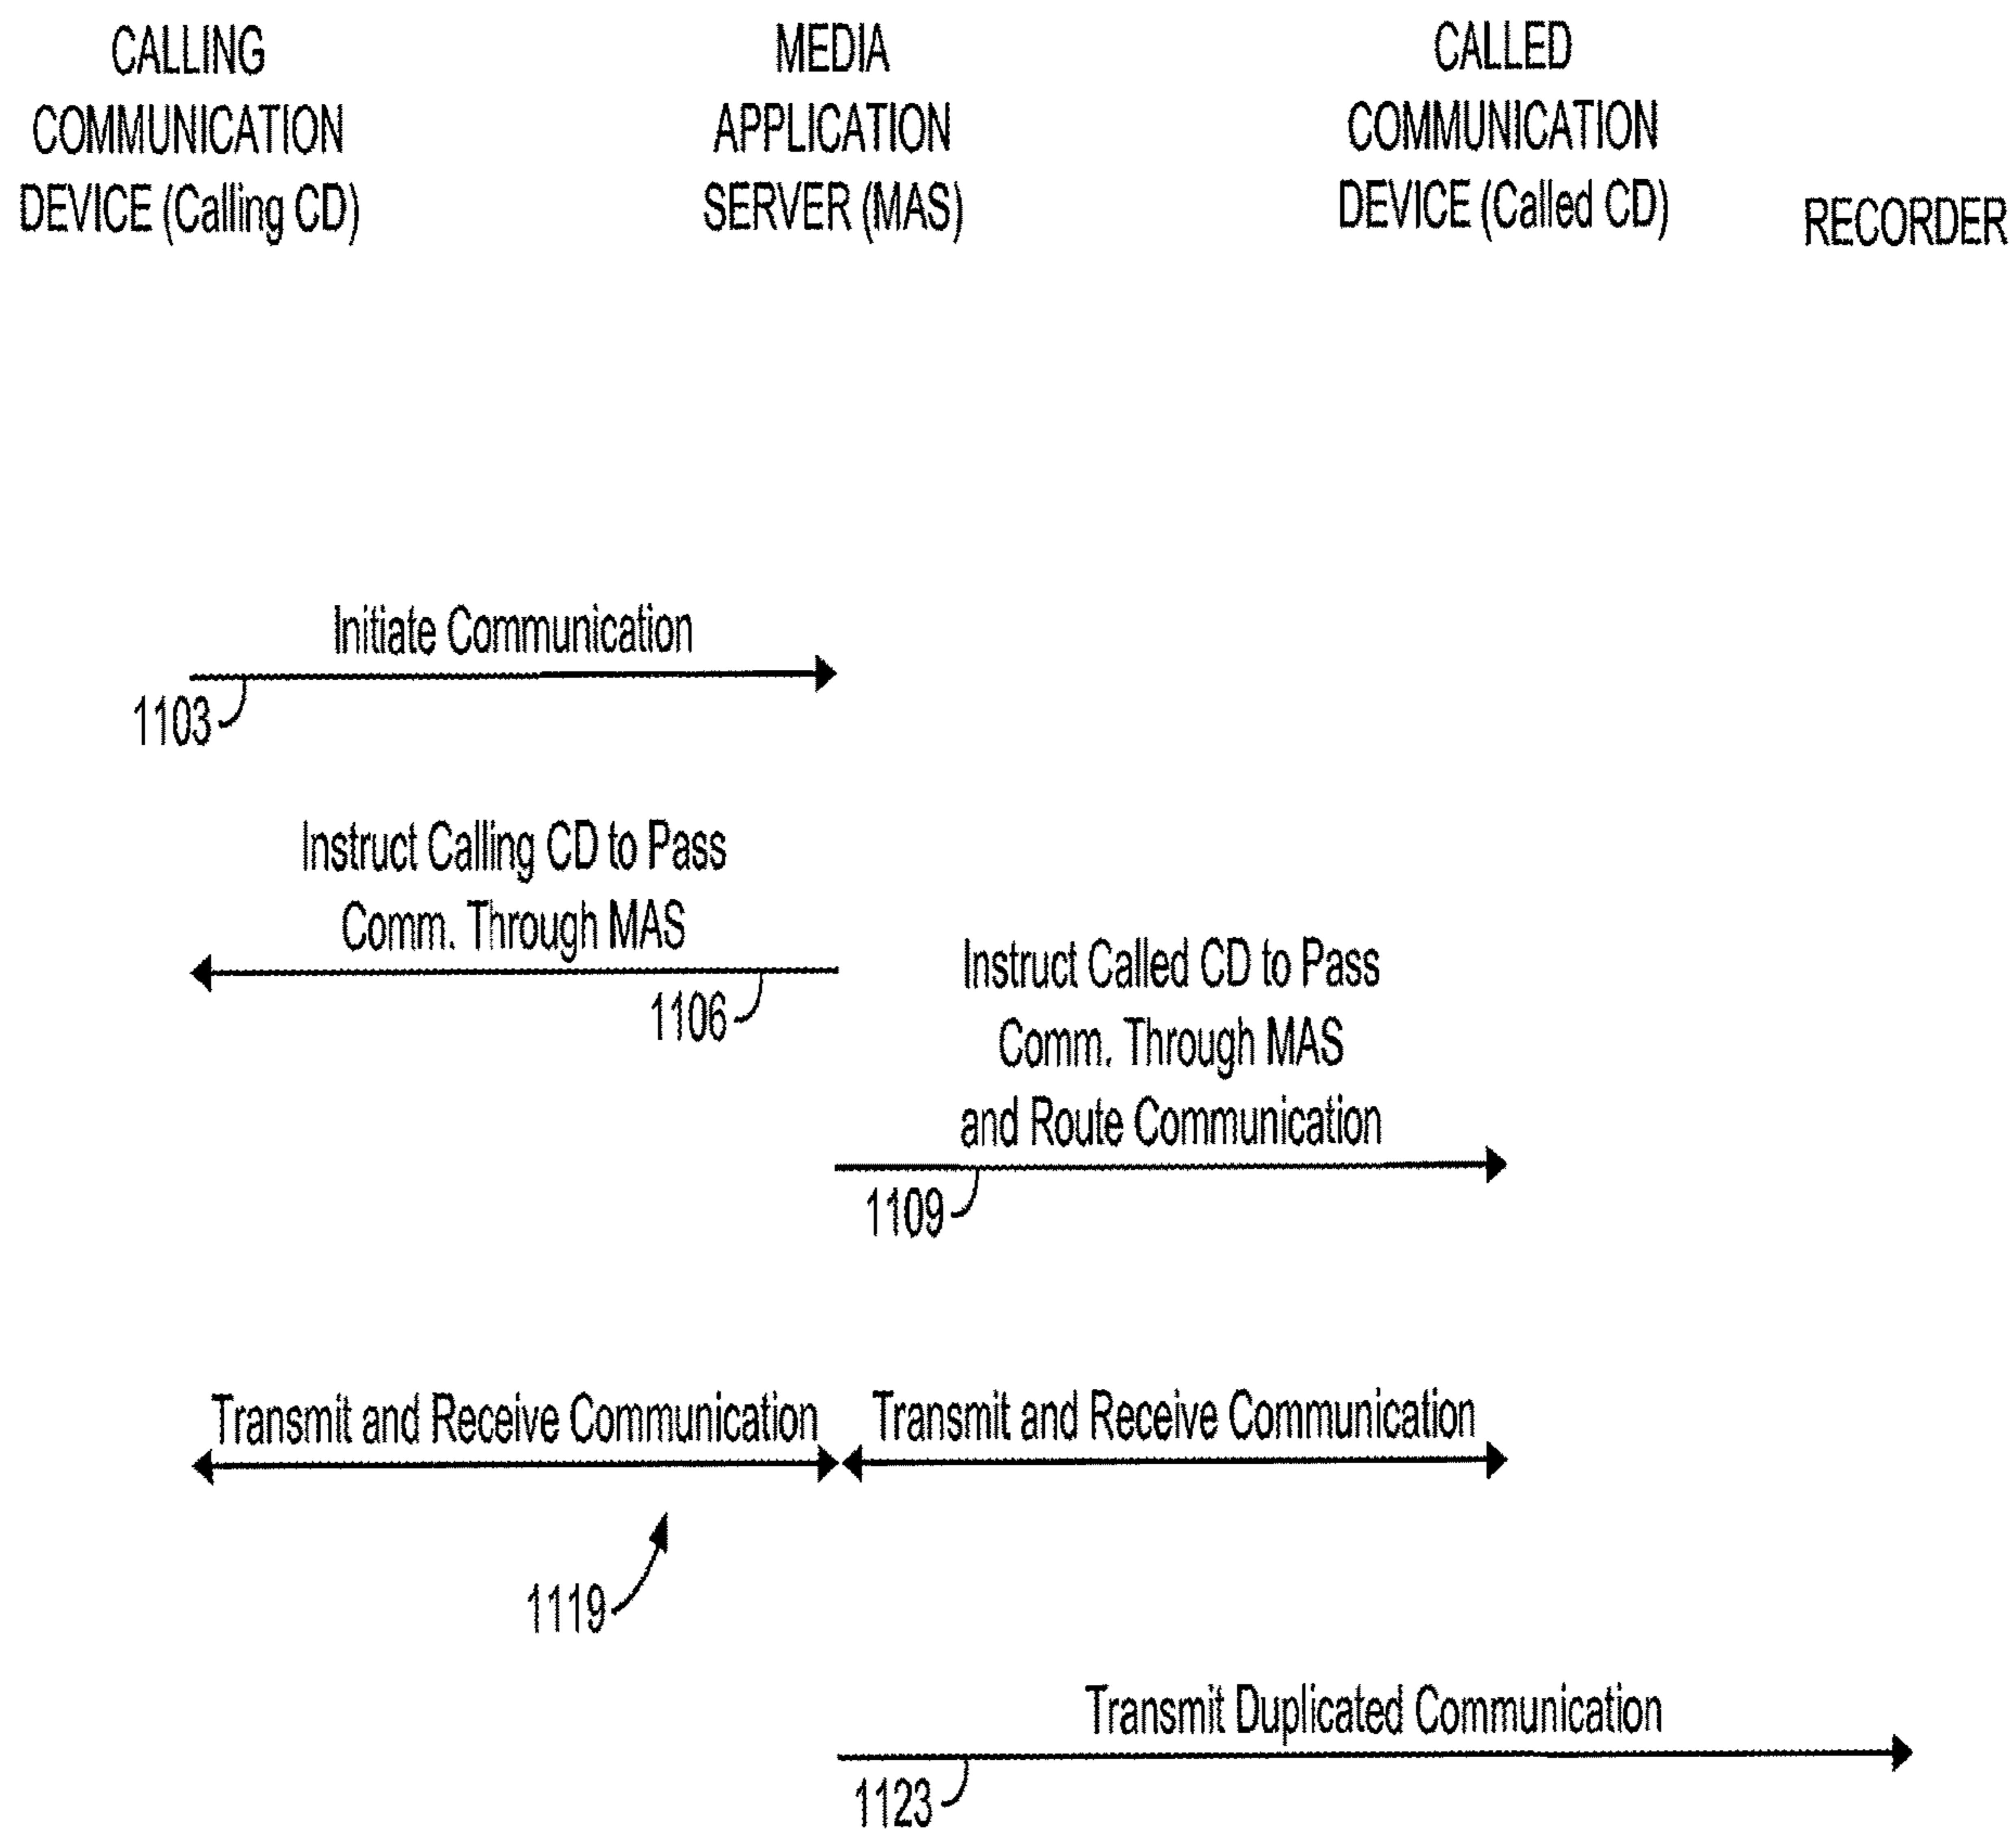 CALLING
COMMUNICATION
DEVICE (Calling CD)
MEDIA
APPLICATION
SERVER (MAS)
CALLED
COMMUNICATION
DEVICE (Called CD)
RECORDER
Initiate Communication
1103
Instruct Calling CD to Pass
Comm. Through MAS
1106
Instruct Called CD to Pass
Comm. Through MAS
and Route Communication
1109
Transmit and Receive Communication
Transmit and Receive Communication
1119
Transmit Duplicated Communication
1123